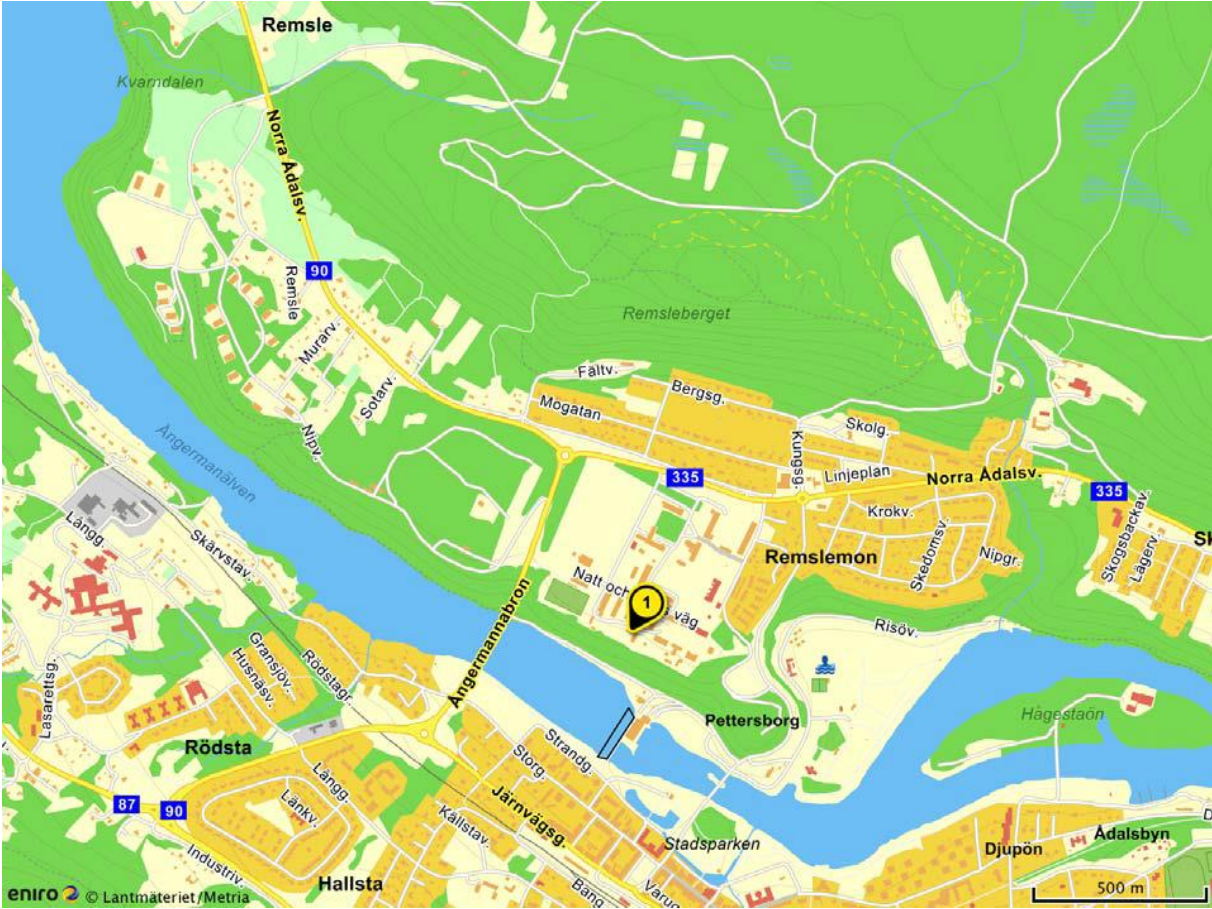 Remsle
Kvarndalen
Norra Ådalsv.
90
Remsle
Murarv.
Sotarv.
Nipv.
Remsleberget
Fältv.
Bergsg.
Mogatan
Skolg.
Kungsg.
Linjeplan
335
Norra Ådalsv.
335
Krokv.
Skedomsv.
Nipgr.
Remslemon
Skogsbackav.
Lägerv.
Ångermanälven
Långg.
Skärvstav.
Ångermannabron
Natt och
väg
1
Risöv.
Pettersborg
Hågestaön
Lasarettsg.
Gransjöv.
Husnäsv.
Rödstagr.
Rödsta
Strandg.
Storg.
Järnvägsg.
87
90
Långg.
Länkv.
Källstav.
Industriv.
Hallsta
Bang
Stadsparken
Djupön
Ådalsbyn
500 m
eniro © Lantmäteriet/Metria